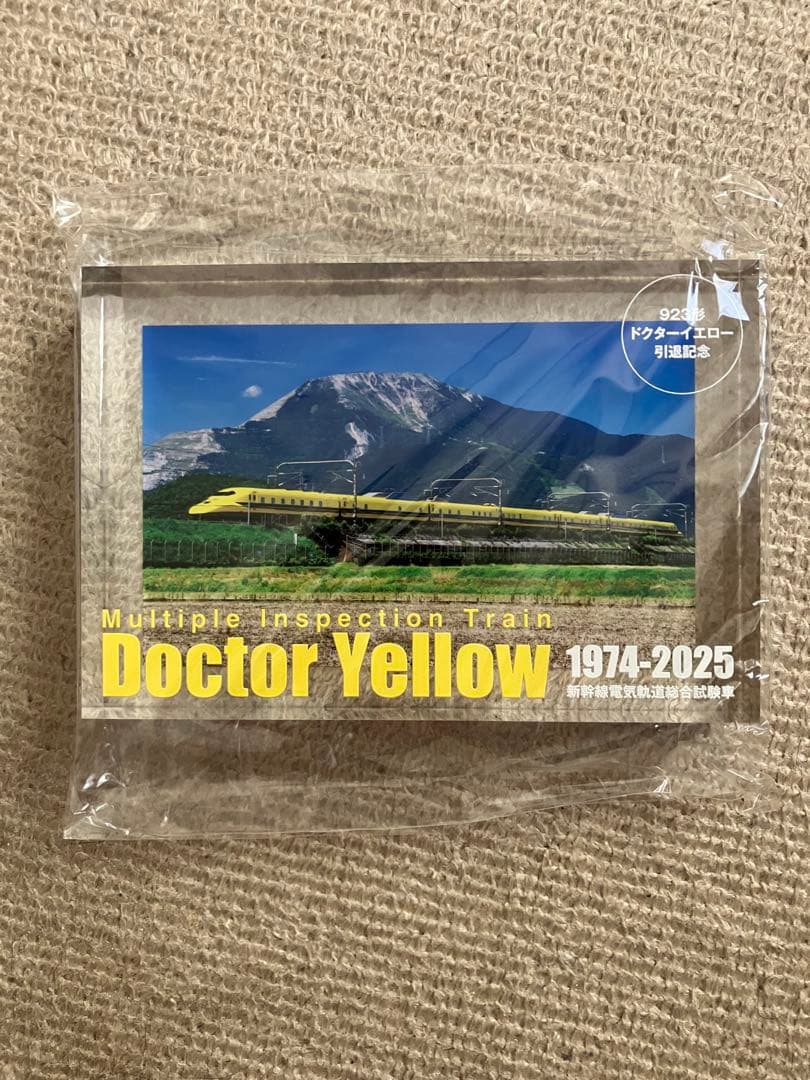 923形
ドクターイエロー
引退記念
Multiple Inspection Train
Doctor Yellow
1974-2025
新幹線電気軌道総合試験車